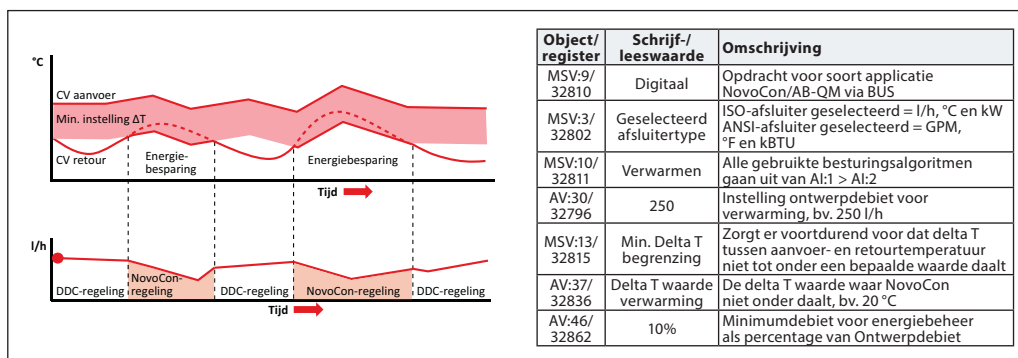 °C
CV aanvoer
Min. instelling ΔT
CV retour
Energie-
besparing
Energiebesparing
Tijd
l/h
NovoCon-
regeling
DDC-regeling
DDC-regeling
NovoCon-regeling
DDC-regeling
Tijd
Object/
register
Schrijf-/
leeswaarde
Omschrijving
MSV:9/
32810
Digitaal
Opdracht voor soort applicatie
NovoCon/AB-QM via BUS
MSV:3/
32802
Geselecteerd
afsluitertype
ISO-afsluiter geselecteerd = l/h, °C en kW
ANSI-afsluiter geselecteerd = GPM,
°F en kBTU
MSV:10/
32811
Verwarmen
Alle gebruikte besturingsalgoritmen
gaan uit van AI:1 > AI:2
AV:30/
32796
250
Instelling ontwerpdebiet voor
verwarming, bv. 250 l/h
MSV:13/
32815
Min. Delta T
begrenzing
Zorgt er voortdurend voor dat delta T
tussen aanvoer- en retourtemperatuur
niet tot onder een bepaalde waarde daalt
AV:37/
32836
Delta T waarde
verwarming
De delta T waarde waar NovoCon
niet onder daalt, bv. 20 °C
AV:46/
32862
10%
Minimumdebiet voor energiebeheer
als percentage van Ontwerpdebiet